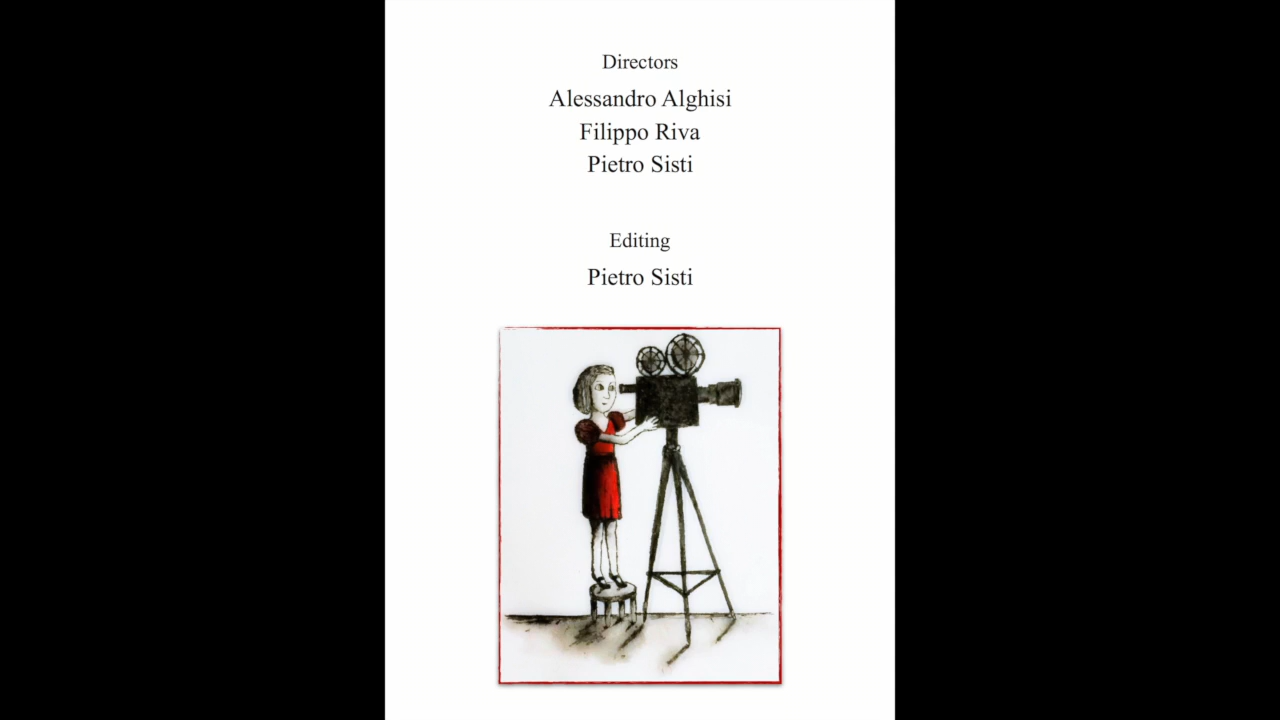 Directors
Alessandro Alghisi
Filippo Riva
Pietro Sisti
Editing
Pietro Sisti